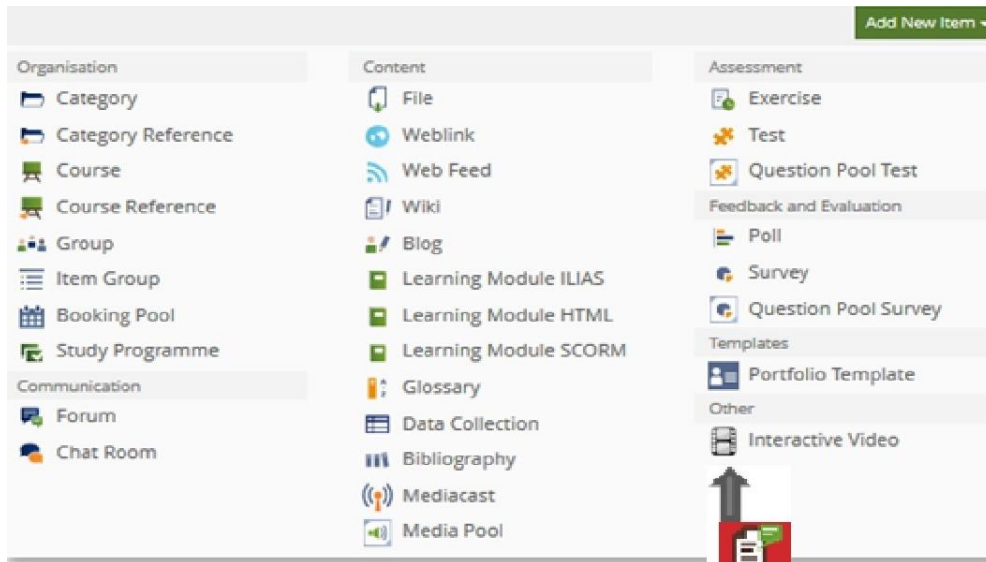 Add New Item
Organisation
Category
Category Reference
Course
Course Reference
Group
Item Group
Booking Pool
Study Programme
Communication
Forum
Chat Room
Content
File
Weblink
Web Feed
Wiki
Blog
Learning Module ILIAS
Learning Module HTML
Learning Module SCORM
Glossary
Data Collection
Bibliography
Mediacast
Media Pool
Assessment
Exercise
Test
Question Pool Test
Feedback and Evaluation
Poll
Survey
Question Pool Survey
Templates
Portfolio Template
Other
Interactive Video